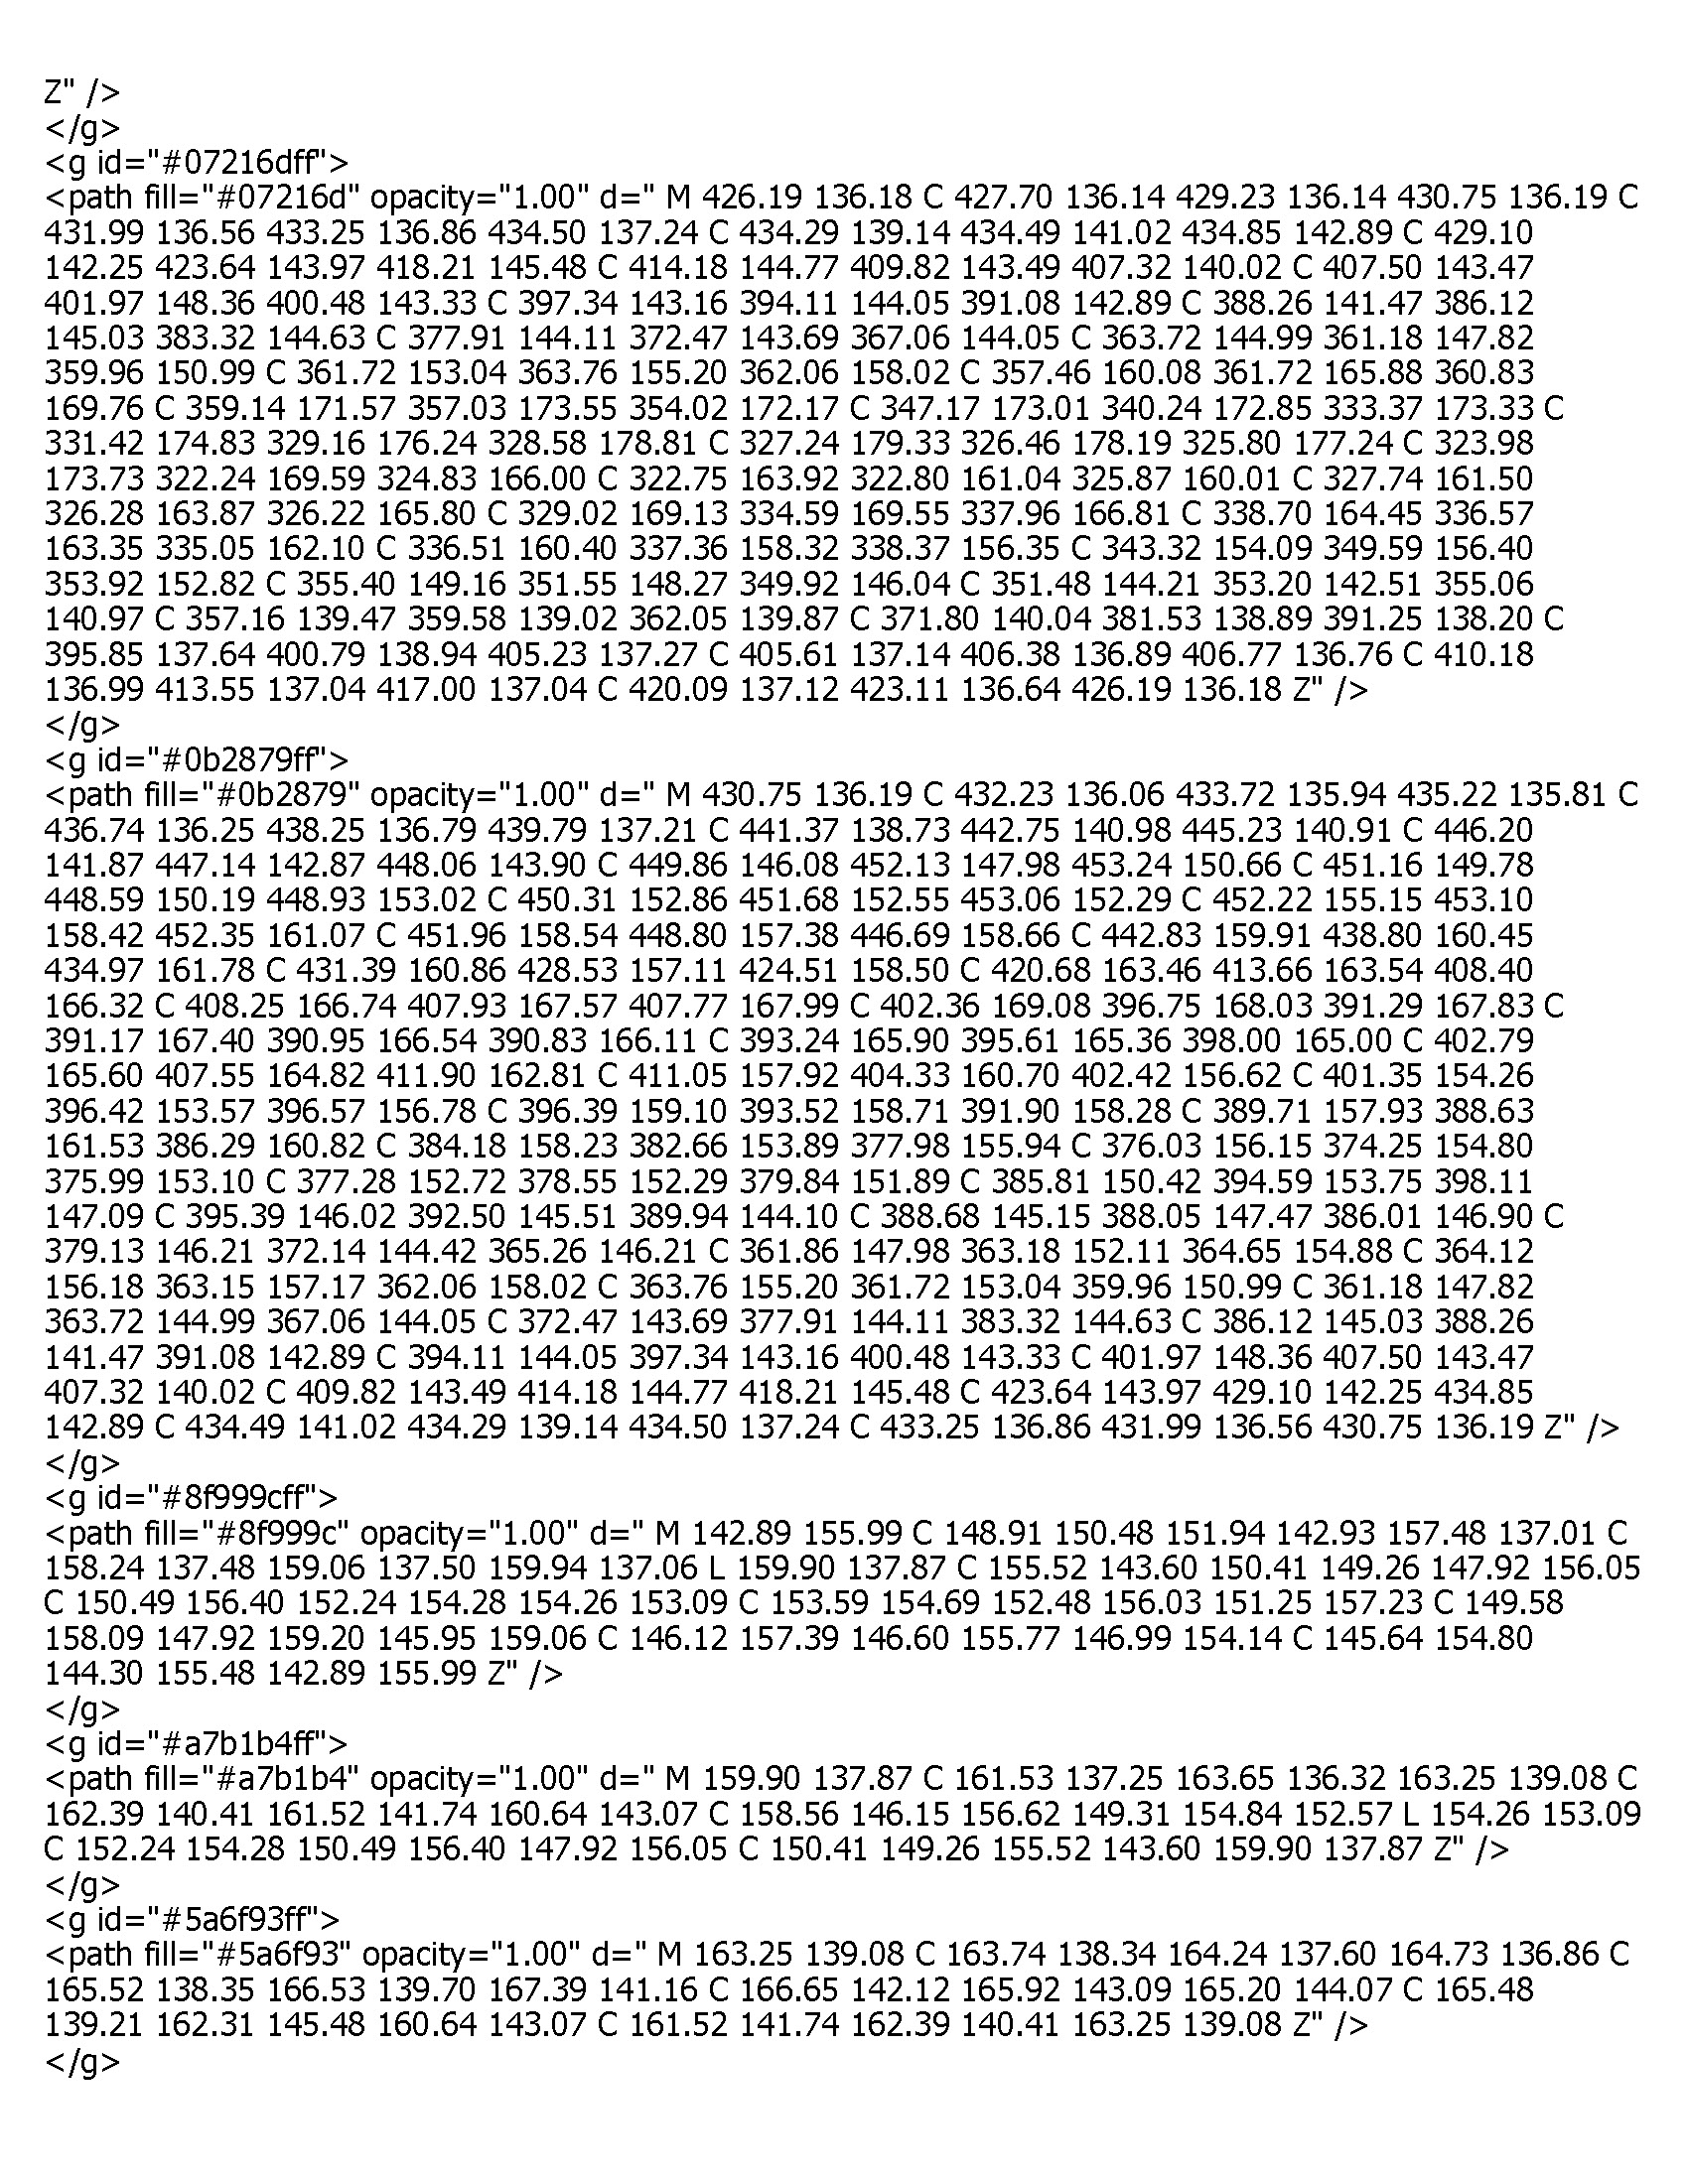 Z" />
</g>
<g id="#07216dff">
<path fill="#07216d" opacity="1.00" d=" M 426.19 136.18 C 427.70 136.14 429.23 136.14 430.75 136.19 C
431.99 136.56 433.25 136.86 434.50 137.24 C 434.29 139.14 434.49 141.02 434.85 142.89 C 429.10
142.25 423.64 143.97 418.21 145.48 C 414.18 144.77 409.82 143.49 407.32 140.02 C 407.50 143.47
401.97 148.36 400.48 143.33 C 397.34 143.16 394.11 144.05 391.08 142.89 C 388.26 141.47 386.12
145.03 383.32 144.63 C 377.91 144.11 372.47 143.69 367.06 144.05 C 363.72 144.99 361.18 147.82
359.96 150.99 C 361.72 153.04 363.76 155.20 362.06 158.02 C 357.46 160.08 361.72 165.88 360.83
169.76 C 359.14 171.57 357.03 173.55 354.02 172.17 C 347.17 173.01 340.24 172.85 333.37 173.33 C
331.42 174.83 329.16 176.24 328.58 178.81 C 327.24 179.33 326.46 178.19 325.80 177.24 C 323.98
173.73 322.24 169.59 324.83 166.00 C 322.75 163.92 322.80 161.04 325.87 160.01 C 327.74 161.50
326.28 163.87 326.22 165.80 C 329.02 169.13 334.59 169.55 337.96 166.81 C 338.70 164.45 336.57
163.35 335.05 162.10 C 336.51 160.40 337.36 158.32 338.37 156.35 C 343.32 154.09 349.59 156.40
353.92 152.82 C 355.40 149.16 351.55 148.27 349.92 146.04 C 351.48 144.21 353.20 142.51 355.06
140.97 C 357.16 139.47 359.58 139.02 362.05 139.87 C 371.80 140.04 381.53 138.89 391.25 138.20 C
395.85 137.64 400.79 138.94 405.23 137.27 C 405.61 137.14 406.38 136.89 406.77 136.76 C 410.18
136.99 413.55 137.04 417.00 137.04 C 420.09 137.12 423.11 136.64 426.19 136.18 Z" />
</g>
<g id="#0b2879ff">
<path fill="#0b2879" opacity="1.00" d=" M 430.75 136.19 C 432.23 136.06 433.72 135.94 435.22 135.81 C
436.74 136.25 438.25 136.79 439.79 137.21 C 441.37 138.73 442.75 140.98 445.23 140.91 C 446.20
141.87 447.14 142.87 448.06 143.90 C 449.86 146.08 452.13 147.98 453.24 150.66 C 451.16 149.78
448.59 150.19 448.93 153.02 C 450.31 152.86 451.68 152.55 453.06 152.29 C 452.22 155.15 453.10
158.42 452.35 161.07 C 451.96 158.54 448.80 157.38 446.69 158.66 C 442.83 159.91 438.80 160.45
434.97 161.78 C 431.39 160.86 428.53 157.11 424.51 158.50 C 420.68 163.46 413.66 163.54 408.40
166.32 C 408.25 166.74 407.93 167.57 407.77 167.99 C 402.36 169.08 396.75 168.03 391.29 167.83 C
391.17 167.40 390.95 166.54 390.83 166.11 C 393.24 165.90 395.61 165.36 398.00 165.00 C 402.79
165.60 407.55 164.82 411.90 162.81 C 411.05 157.92 404.33 160.70 402.42 156.62 C 401.35 154.26
396.42 153.57 396.57 156.78 C 396.39 159.10 393.52 158.71 391.90 158.28 C 389.71 157.93 388.63
161.53 386.29 160.82 C 384.18 158.23 382.66 153.89 377.98 155.94 C 376.03 156.15 374.25 154.80
375.99 153.10 C 377.28 152.72 378.55 152.29 379.84 151.89 C 385.81 150.42 394.59 153.75 398.11
147.09 C 395.39 146.02 392.50 145.51 389.94 144.10 C 388.68 145.15 388.05 147.47 386.01 146.90 C
379.13 146.21 372.14 144.42 365.26 146.21 C 361.86 147.98 363.18 152.11 364.65 154.88 C 364.12
156.18 363.15 157.17 362.06 158.02 C 363.76 155.20 361.72 153.04 359.96 150.99 C 361.18 147.82
363.72 144.99 367.06 144.05 C 372.47 143.69 377.91 144.11 383.32 144.63 C 386.12 145.03 388.26
141.47 391.08 142.89 C 394.11 144.05 397.34 143.16 400.48 143.33 C 401.97 148.36 407.50 143.47
407.32 140.02 C 409.82 143.49 414.18 144.77 418.21 145.48 C 423.64 143.97 429.10 142.25 434.85
142.89 C 434.49 141.02 434.29 139.14 434.50 137.24 C 433.25 136.86 431.99 136.56 430.75 136.19 Z" />
</g>
<g id="#8f999cff">
<path fill="#8f999c" opacity="1.00" d=" M 142.89 155.99 C 148.91 150.48 151.94 142.93 157.48 137.01 C
158.24 137.48 159.06 137.50 159.94 137.06 L 159.90 137.87 C 155.52 143.60 150.41 149.26 147.92 156.05
C 150.49 156.40 152.24 154.28 154.26 153.09 C 153.59 154.69 152.48 156.03 151.25 157.23 C 149.58
158.09 147.92 159.20 145.95 159.06 C 146.12 157.39 146.60 155.77 146.99 154.14 C 145.64 154.80
144.30 155.48 142.89 155.99 Z" />
</g>
<g id="#a7b1b4ff">
<path fill="#a7b1b4" opacity="1.00" d=" M 159.90 137.87 C 161.53 137.25 163.65 136.32 163.25 139.08 C
162.39 140.41 161.52 141.74 160.64 143.07 C 158.56 146.15 156.62 149.31 154.84 152.57 L 154.26 153.09
C 152.24 154.28 150.49 156.40 147.92 156.05 C 150.41 149.26 155.52 143.60 159.90 137.87 Z" />
</g>
<g id="#5a6f93ff">
<path fill="#5a6f93" opacity="1.00" d=" M 163.25 139.08 C 163.74 138.34 164.24 137.60 164.73 136.86 C
165.52 138.35 166.53 139.70 167.39 141.16 C 166.65 142.12 165.92 143.09 165.20 144.07 C 165.48
139.21 162.31 145.48 160.64 143.07 C 161.52 141.74 162.39 140.41 163.25 139.08 Z" />
</g>